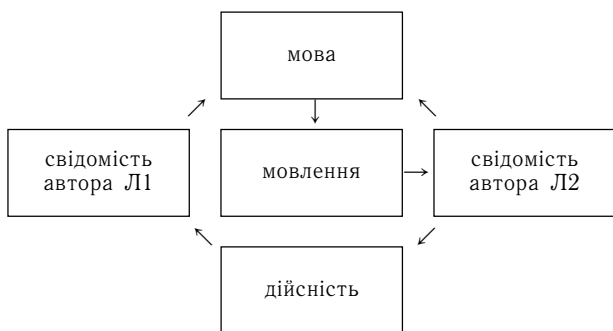 мова
свідомість
автора Л1
мовлення
свідомість
автора Л2
дійсність